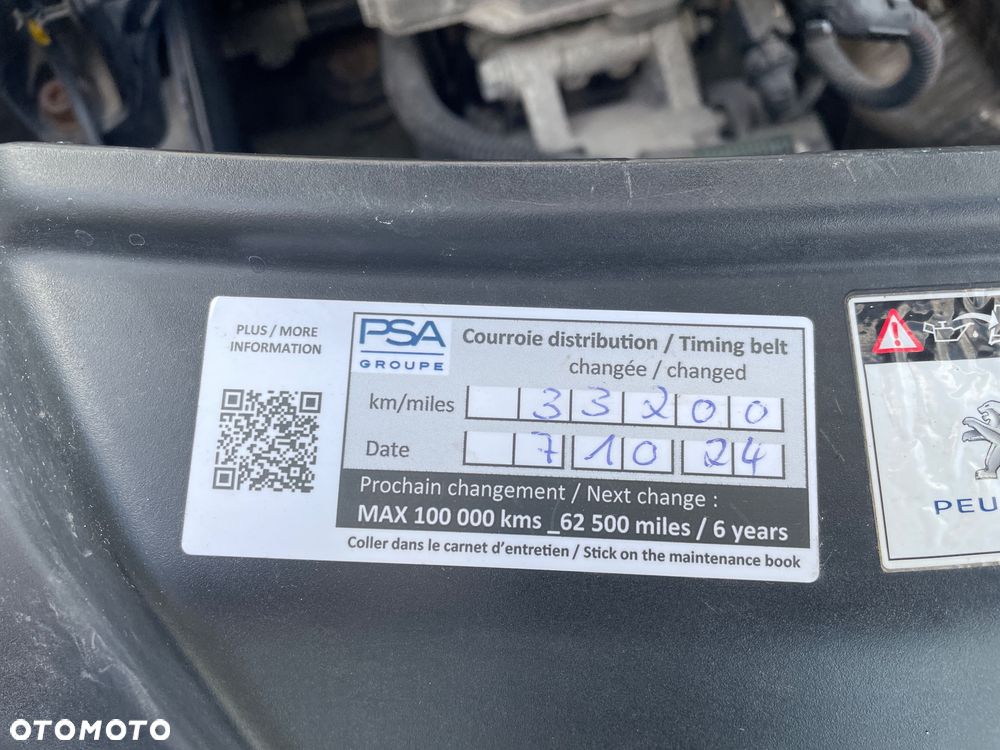 PLUS / MORE
INFORMATION
PSA
GROUPE
Courroie distribution / Timing belt
changée / changed
km/miles 33200
Date 7 10 24
Prochain changement / Next change :
MAX 100 000 kms _62 500 miles / 6 years
Coller dans le carnet d'entretien / Stick on the maintenance book
OTOMOTO